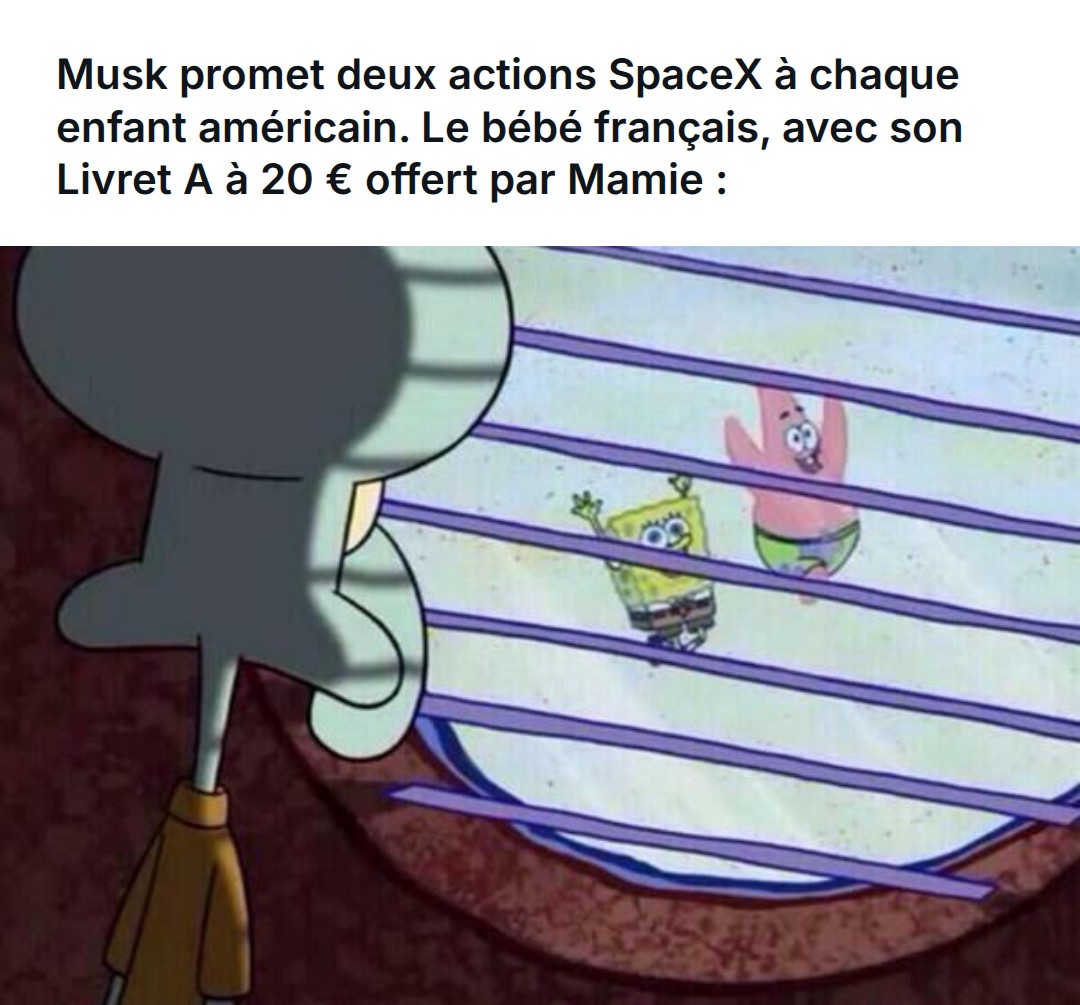 Musk promet deux actions SpaceX à chaque
enfant américain. Le bébé français, avec son
Livret A à 20 € offert par Mamie :